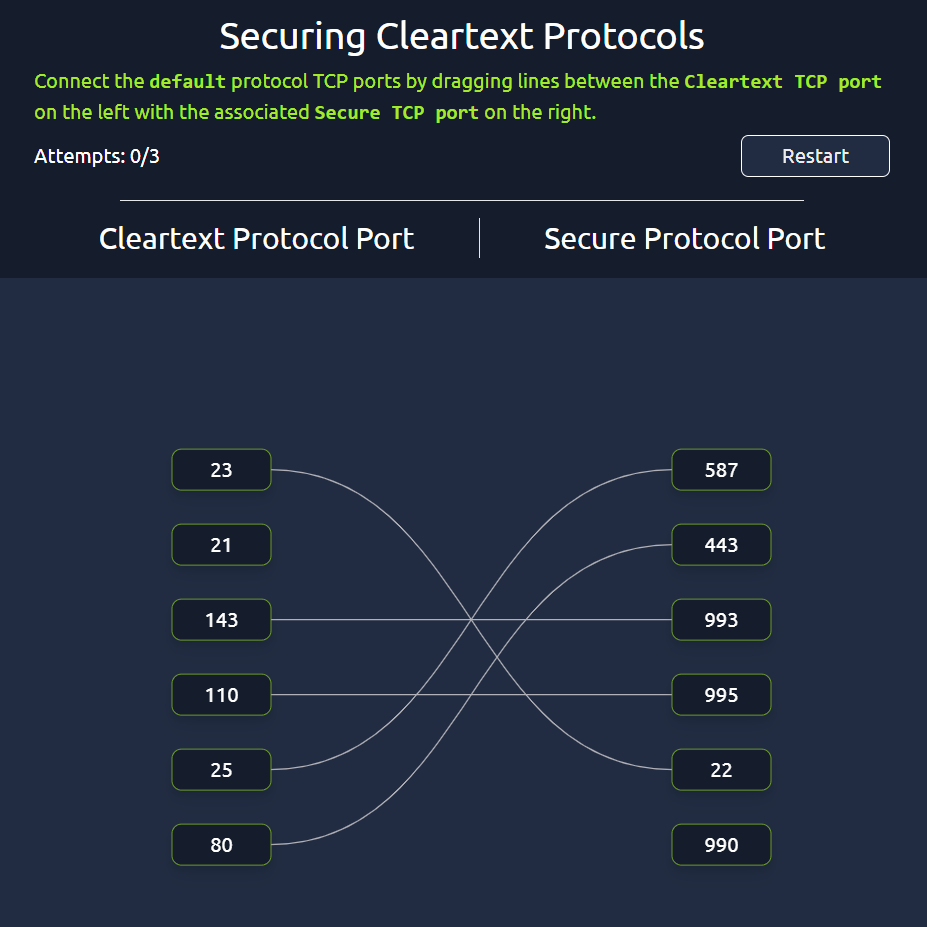 Securing Cleartext Protocols
Connect the default protocol TCP ports by dragging lines between the Cleartext TCP port
on the left with the associated Secure TCP port on the right.
Attempts: 0/3
Restart
Cleartext Protocol Port
Secure Protocol Port
23
587
21
443
143
993
110
995
25
22
80
990